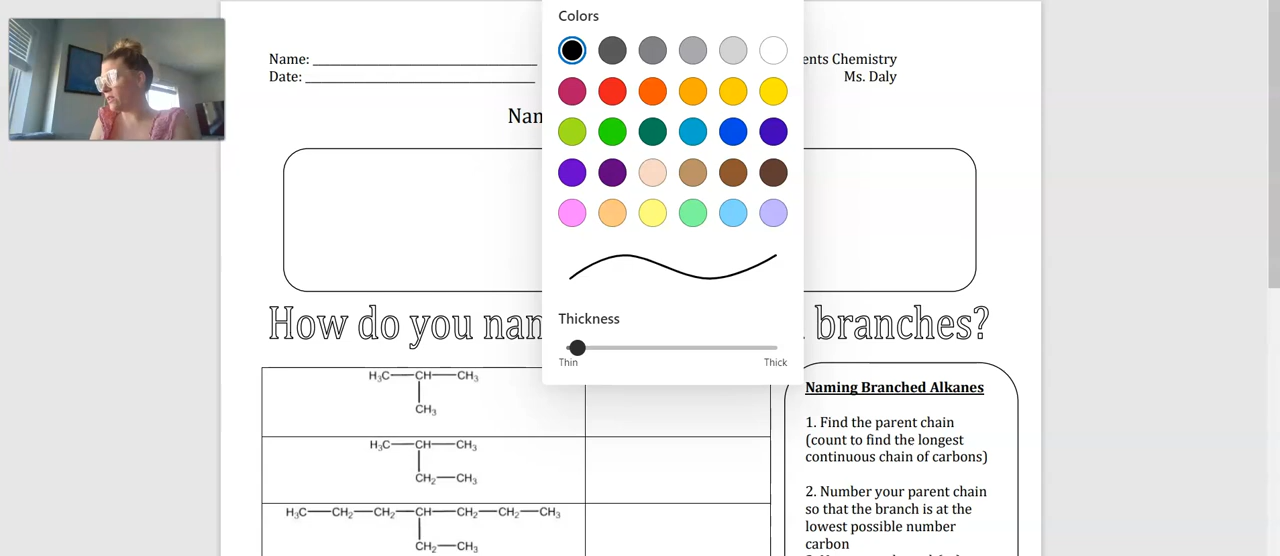 Colors
Name: ______________________________
ents Chemistry
Date: ______________________________
Ms. Daly
Nam
How do you nam branches?
Thickness
Thin Thick
H₃C—CH—CH₃
CH₃
H₃C—CH—CH₃
CH₂—CH₃
H₃C—CH₂—CH₂—CH—CH₂—CH₂—CH₃
CH₂—CH₃
Naming Branched Alkanes
1. Find the parent chain
(count to find the longest
continuous chain of carbons)
2. Number your parent chain
so that the branch is at the
lowest possible number
carbon